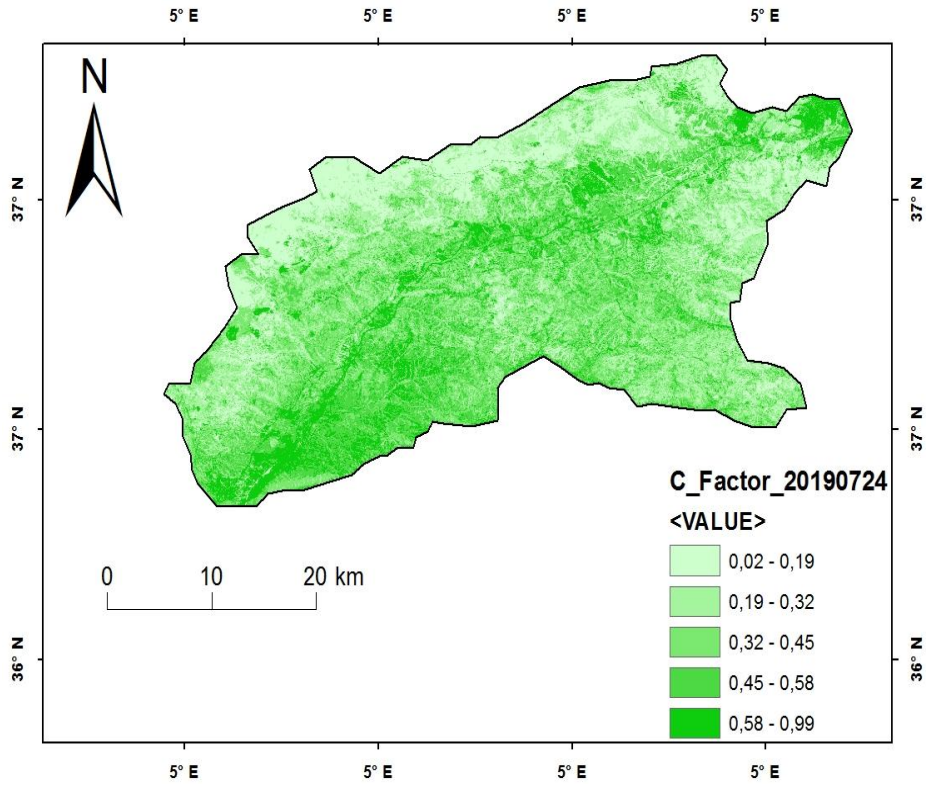 5° E 5° E 5° E 5° E
N
37° N 37° N
37° N 37° N
C_Factor_20190724
<VALUE>
0,02 - 0,19
0,19 - 0,32
0,32 - 0,45
0,45 - 0,58
0,58 - 0,99
0 10 20 km
36° N 36° N
5° E 5° E 5° E 5° E